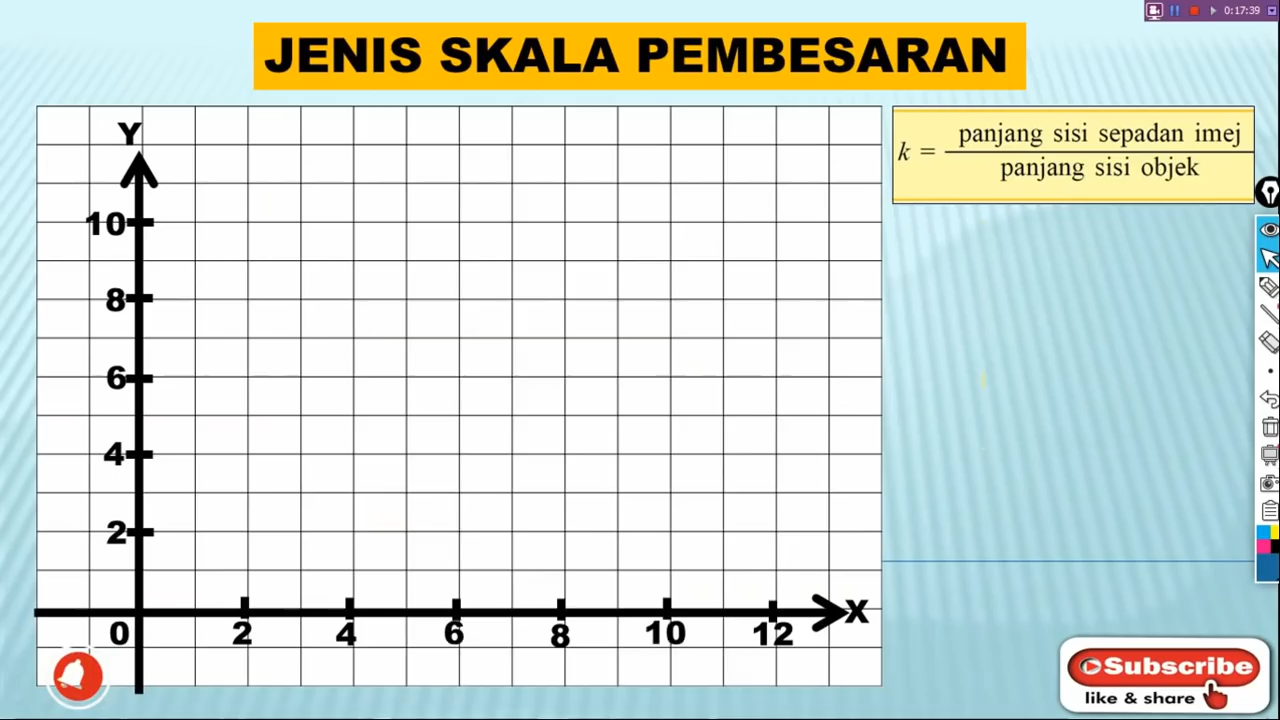 0:17:39
JENIS SKALA PEMBESARAN
k = panjang sisi sepadan imej
panjang sisi objek
Y
10
8
6
4
2
0 2 4 6 8 10 12 X
Subscribe
like & share